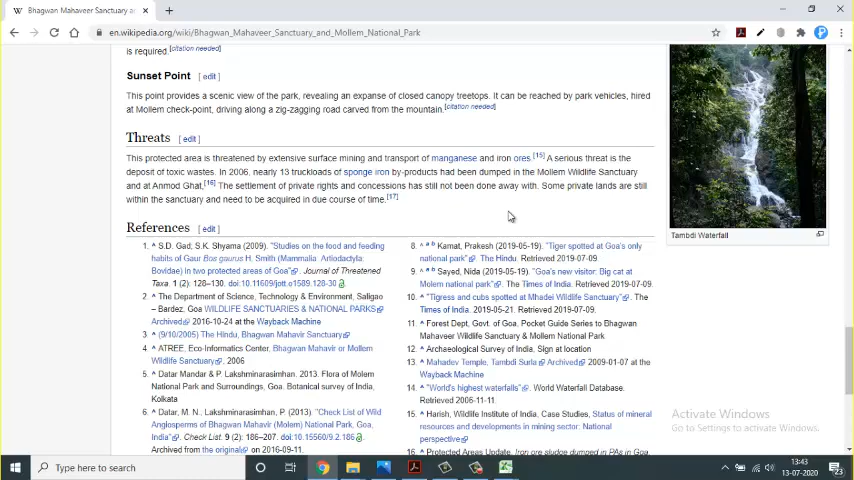 Bhagwan Mahaveer Sanctuary an
en.wikipedia.org/wiki/Bhagwan_Mahaveer_Sanctuary_and_Mollem_National_Park
is required.[citation needed]
Sunset Point [ edit ]
This point provides a scenic view of the park, revealing an expanse of closed canopy treetops. It can be reached by park vehicles, hired
at Mollem check-point, driving along a zig-zagging road carved from the mountain.[citation needed]
Threats [ edit ]
This protected area is threatened by extensive surface mining and transport of manganese and iron ores.[15] A serious threat is the
deposit of toxic wastes. In 2006, nearly 13 truckloads of sponge iron by-products had been dumped in the Mollem Wildlife Sanctuary
and at Anmod Ghat.[16] The settlement of private rights and concessions has still not been done away with. Some private lands are still
within the sanctuary and need to be acquired in due course of time.[17]
Tambdi Waterfall
References [ edit ]
1. ^ S.D. Gad; S.K. Shyama (2009). "Studies on the food and feeding
habits of Gaur Bos gaurus H. Smith (Mammalia: Artiodactyla:
Bovidae) in two protected areas of Goa". Journal of Threatened
Taxa. 1 (2): 128–130. doi:10.11609/jott.o1589.128-30
2. ^ The Department of Science, Technology & Environment, Saligao
– Bardez, Goa WILDLIFE SANCTUARIES & NATIONAL PARKS
Archived 2016-10-24 at the Wayback Machine
3. ^ (9/10/2005) The Hindu, Bhagwan Mahavir Sanctuary
4. ^ ATREE, Eco-Informatics Center, Bhagwan Mahavir or Mollem
Wildlife Sanctuary. 2006
5. ^ Datar Mandar & P. Lakshminarasimhan. 2013. Flora of Molem
National Park and Surroundings, Goa. Botanical survey of India,
Kolkata
6. ^ Datar, M. N., Lakshminarasimhan, P. (2013). "Check List of Wild
Angiosperms of Bhagwan Mahavir (Molem) National Park, Goa,
India". Check List. 9 (2): 186–207. doi:10.15560/9.2.186.
Archived from the original on 2016-09-11.
8. ^ a b Kamat, Prakesh (2019-05-19). "Tiger spotted at Goa's only
national park". The Hindu. Retrieved 2019-07-09.
9. ^ a b Sayed, Nida (2019-05-19). "Goa's new visitor: Big cat at
Molem national park". The Times of India. Retrieved 2019-07-09.
10. ^ "Tigress and cubs spotted at Mhadei Wildlife Sanctuary". The
Times of India. 2019-05-21. Retrieved 2019-07-09.
11. ^ Forest Dept, Govt. of Goa. Pocket Guide Series to Bhagwan
Mahaveer Wildlife Sanctuary & Mollem National Park
12. ^ Archaeological Survey of India, Sign at location
13. ^ Mahadev Temple, Tambdi Surla Archived 2009-01-07 at the
Wayback Machine
14. ^ "World's highest waterfalls". World Waterfall Database.
Retrieved 2006-11-11.
15. ^ Harish, Wildlife Institute of India, Case Studies, Status of mineral
resources and developments in mining sector: National
perspective
16. ^ Protected Areas Update, Iron ore sludge dumped in PAs in Goa,
Activate Windows
Go to Settings to activate Windows.
Type here to search
13:43
13-07-2020
23